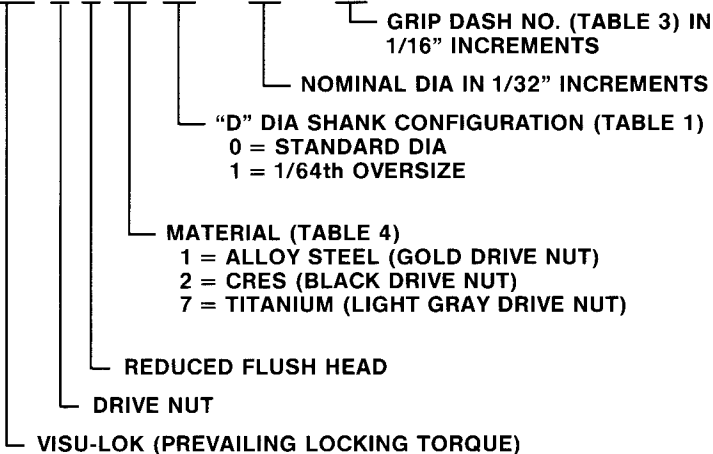 GRIP DASH NO. (TABLE 3) IN
1/16" INCREMENTS
NOMINAL DIA IN 1/32" INCREMENTS
"D" DIA SHANK CONFIGURATION (TABLE 1)
0 = STANDARD DIA
1 = 1/64th OVERSIZE
MATERIAL (TABLE 4)
1 = ALLOY STEEL (GOLD DRIVE NUT)
2 = CRES (BLACK DRIVE NUT)
7 = TITANIUM (LIGHT GRAY DRIVE NUT)
REDUCED FLUSH HEAD
DRIVE NUT
VISU-LOK (PREVAILING LOCKING TORQUE)